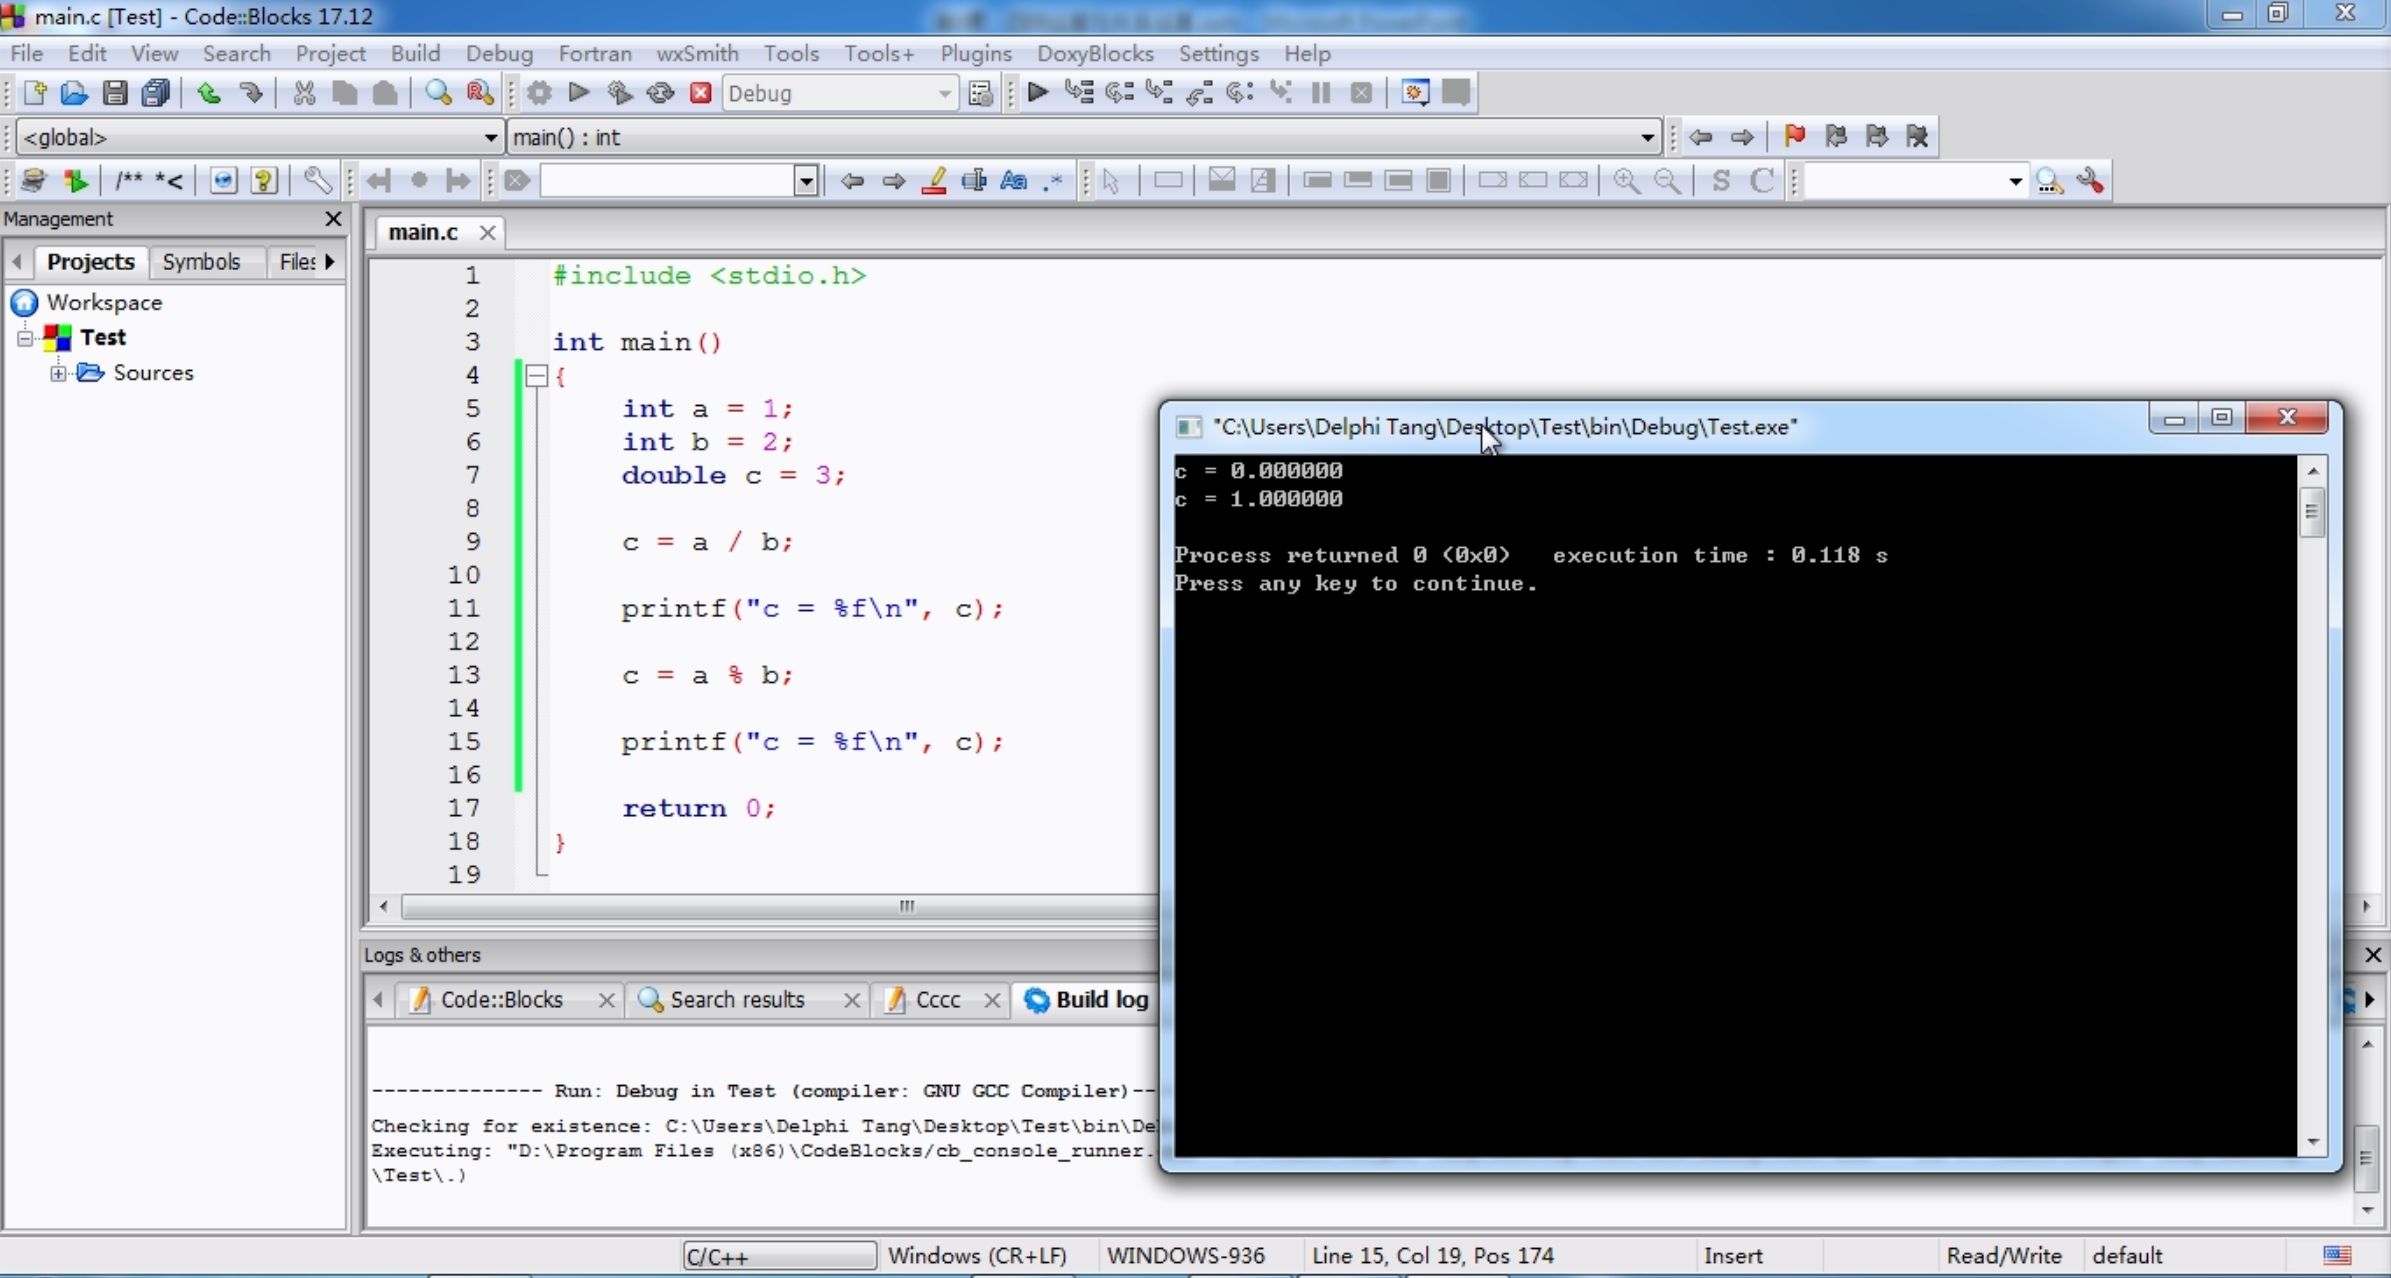 main.c [Test] - Code::Blocks 17.12
File Edit View Search Project Build Debug Fortran wxSmith Tools Tools+ Plugins DoxyBlocks Settings Help
Debug
<global> main() : int
/** *<
S C
Management
main.c
Projects Symbols Files
Workspace
Test
Sources
1 #include <stdio.h>
2
3 int main()
4 {
5 int a = 1;
6 int b = 2;
7 double c = 3;
8
9 c = a / b;
10
11 printf("c = %f\n", c);
12
13 c = a % b;
14
15 printf("c = %f\n", c);
16
17 return 0;
18 }
19
"C:\Users\Delphi Tang\Desktop\Test\bin\Debug\Test.exe"
c = 0.000000
c = 1.000000
Process returned 0 (0x0) execution time : 0.118 s
Press any key to continue.
Logs & others
Code::Blocks Search results Cccc Build log
-------------- Run: Debug in Test (compiler: GNU GCC Compiler)--
Checking for existence: C:\Users\Delphi Tang\Desktop\Test\bin\De
Executing: "D:\Program Files (x86)\CodeBlocks/cb_console_runner.
\Test\.)
C/C++ Windows (CR+LF) WINDOWS-936 Line 15, Col 19, Pos 174 Insert Read/Write default